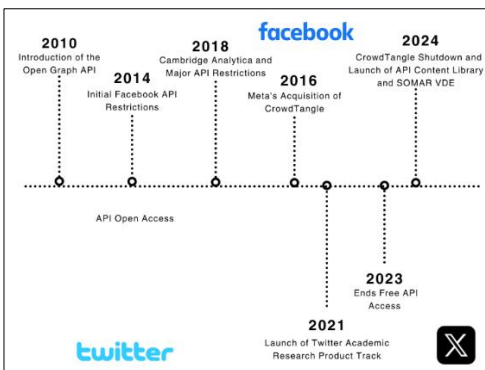 facebook
2010
Introduction of the
Open Graph API
2014
Initial Facebook API
Restrictions
2018
Cambridge Analytica and
Major API Restrictions
2016
Meta's Acquisition of
CrowdTangle
2024
CrowdTangle Shutdown and
Launch of API Content Library
and SOMAR VDE
API Open Access
2021
Launch of Twitter Academic
Research Product Track
2023
Ends Free API
Access
twitter
X